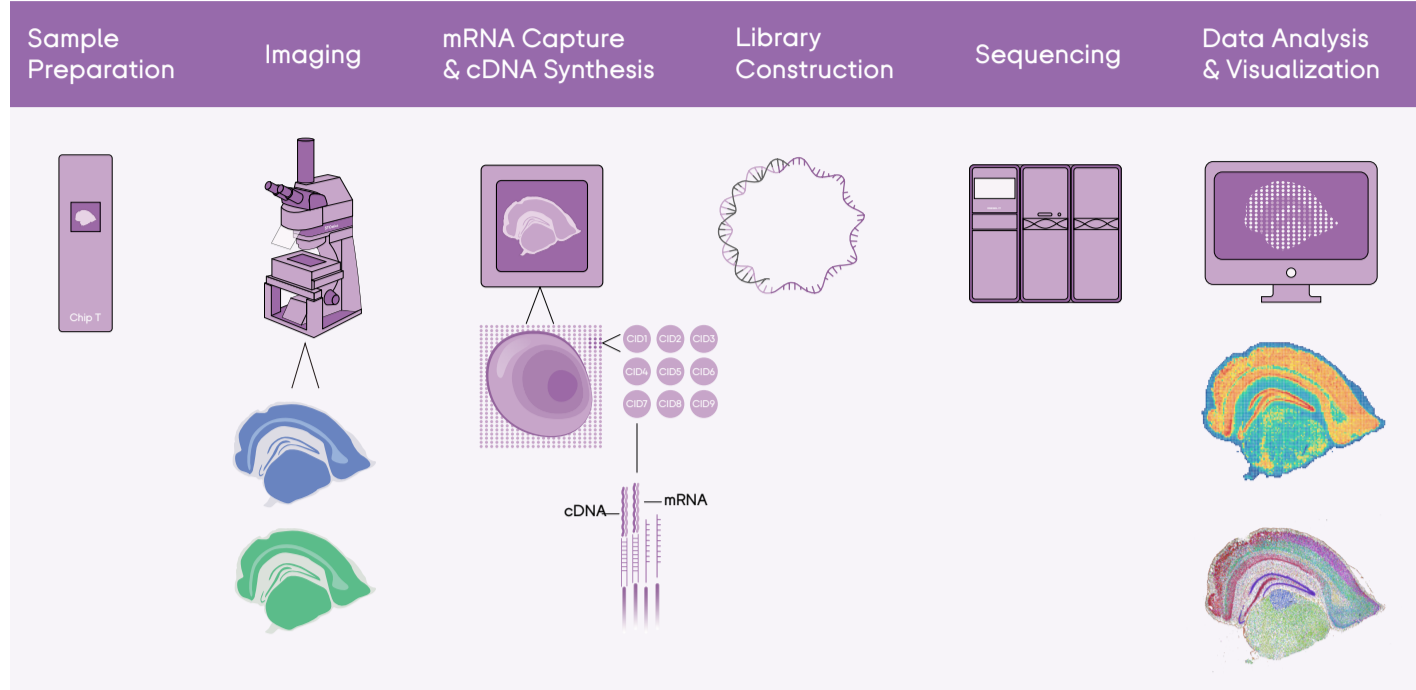 Sample
Preparation
Imaging
mRNA Capture
& cDNA Synthesis
Library
Construction
Sequencing
Data Analysis
& Visualization
Chip T
CID1 CID2 CID3
CID4 CID5 CID6
CID7 CID8 CID9
cDNA
mRNA